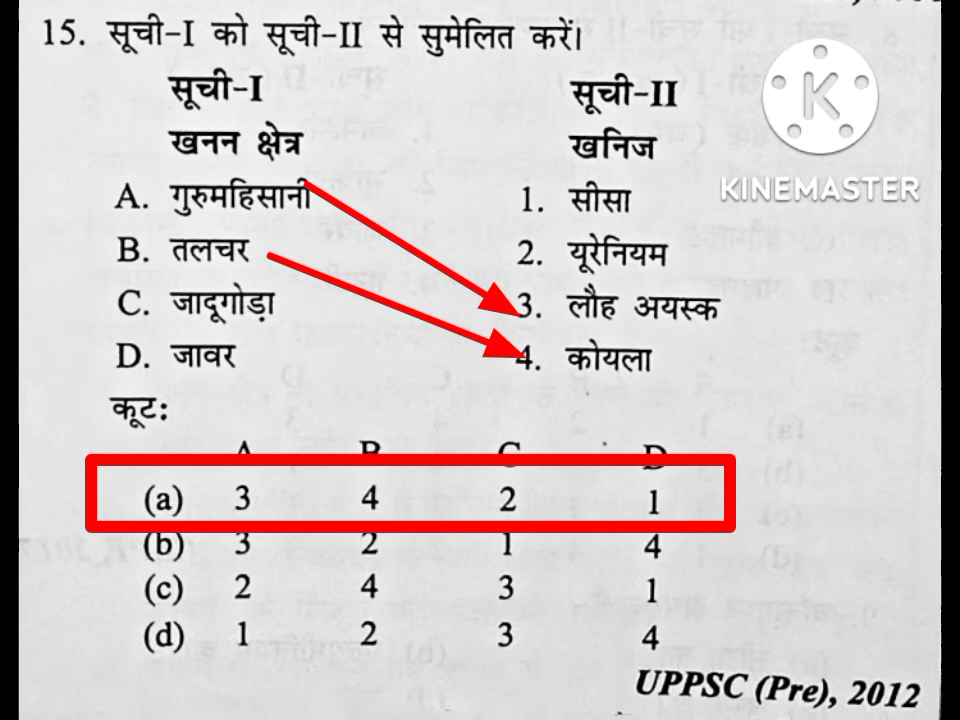 15. सूची-I को सूची-II से सुमेलित करें।
सूची-I सूची-II
खनन क्षेत्र खनिज
KINEMASTER
A. गुरुमहिसानी 1. सीसा
B. तलचर 2. यूरेनियम
C. जादूगोड़ा 3. लौह अयस्क
D. जावर 4. कोयला
कूट:
A B C D
(a) 3 4 2 1
(b) 3 2 1 4
(c) 2 4 3 1
(d) 1 2 3 4
UPPSC (Pre), 2012